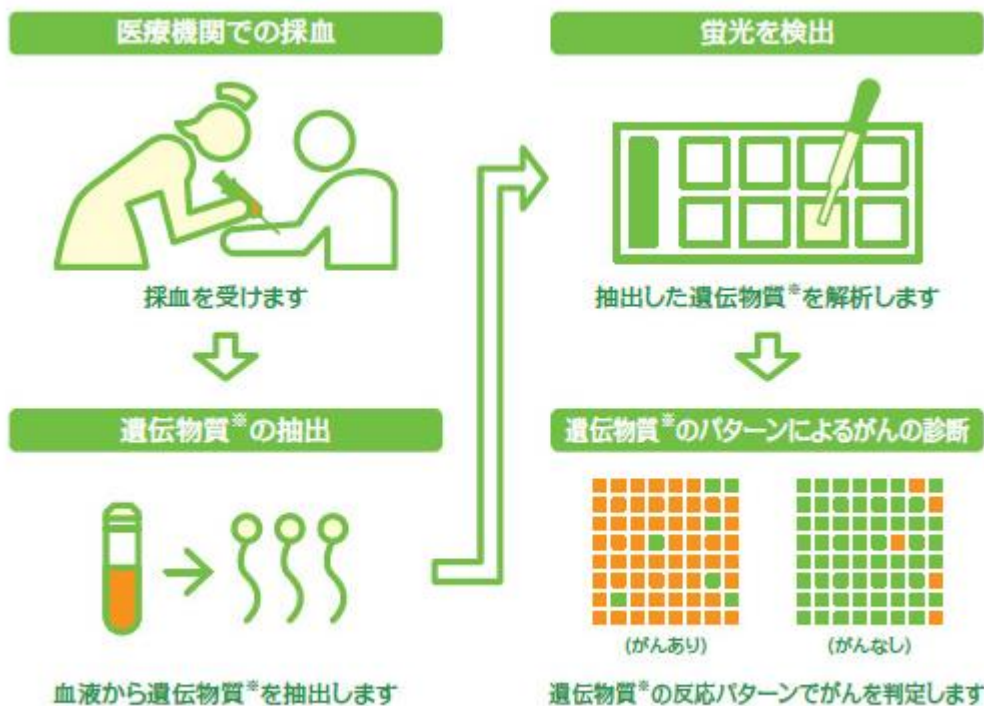 医療機関での採血
採血を受けます
遺伝物質※の抽出
血液から遺伝物質※を抽出します
蛍光を検出
抽出した遺伝物質※を解析します
遺伝物質※のパターンによるがんの診断
(がんあり)
(がんなし)
遺伝物質※の反応パターンでがんを判定します